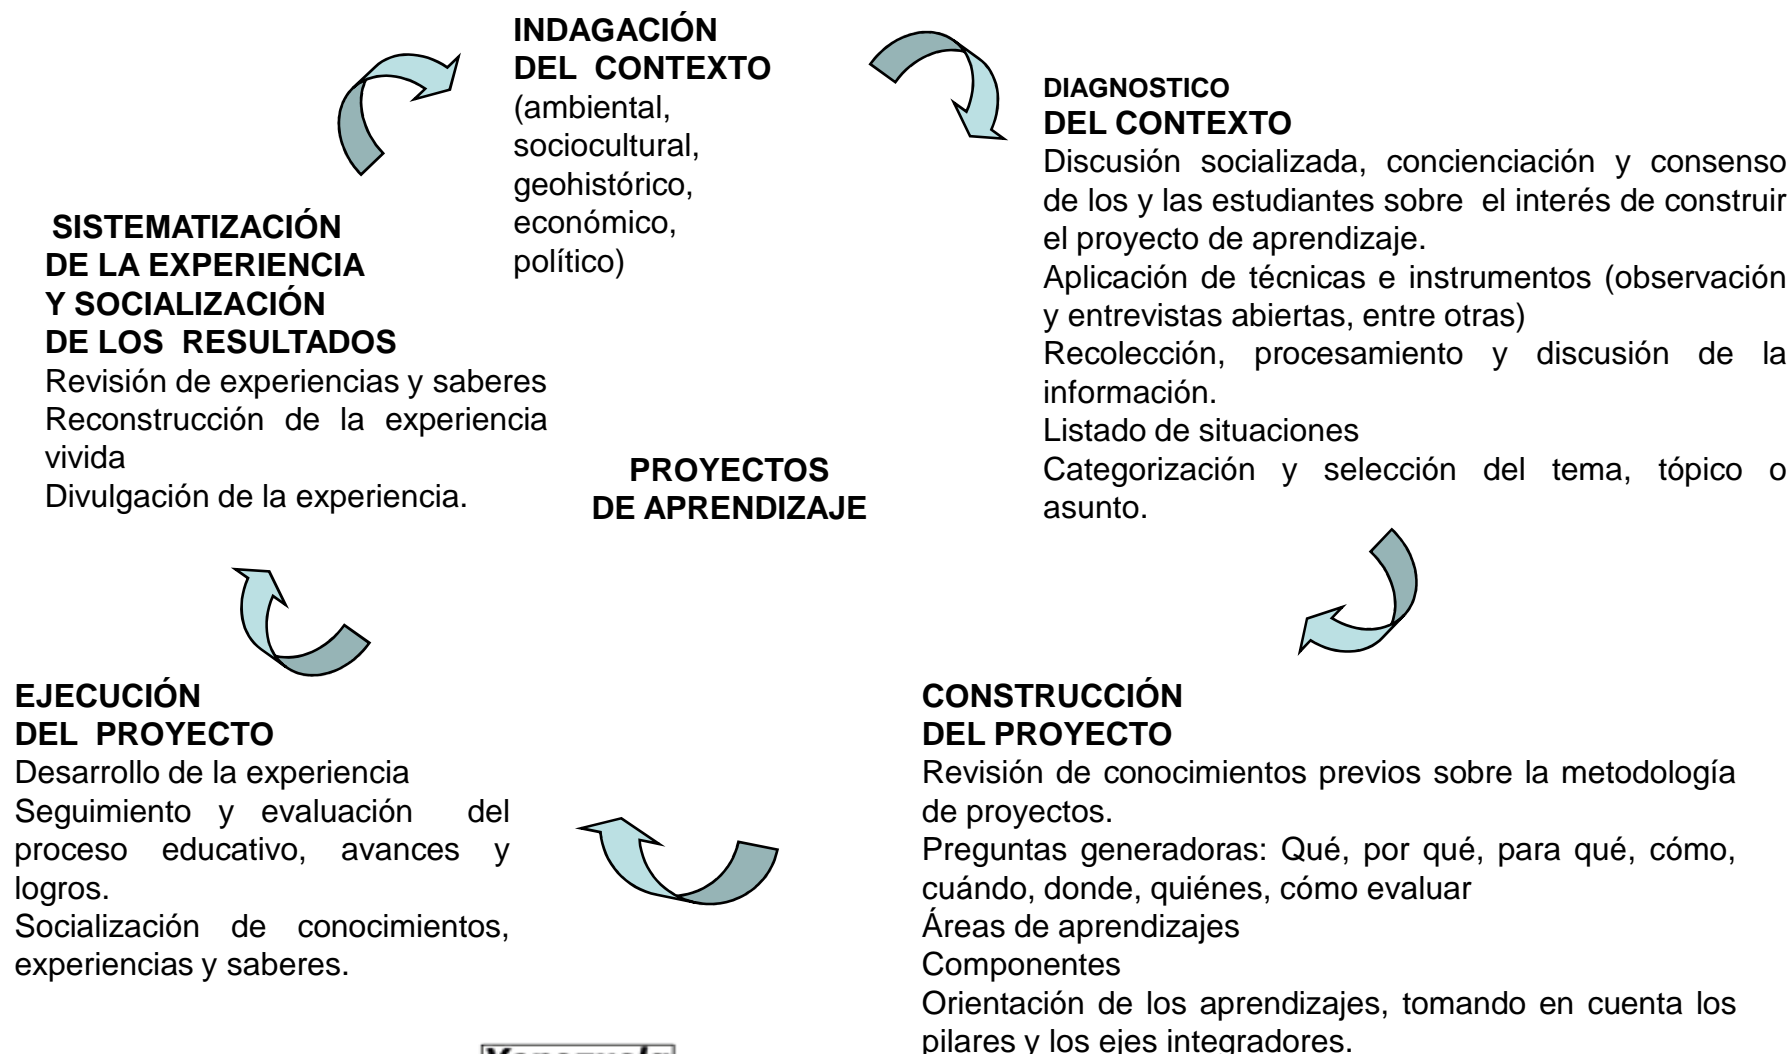 INDAGACIÓN
DEL CONTEXTO
(ambiental,
sociocultural,
geohistórico,
económico,
político)
DIAGNOSTICO
DEL CONTEXTO
Discusión socializada, concienciación y consenso
de los y las estudiantes sobre el interés de construir
el proyecto de aprendizaje.
Aplicación de técnicas e instrumentos (observación
y entrevistas abiertas, entre otras)
Recolección, procesamiento y discusión de la
información.
Listado de situaciones
Categorización y selección del tema, tópico o
asunto.
SISTEMATIZACIÓN
DE LA EXPERIENCIA
Y SOCIALIZACIÓN
DE LOS RESULTADOS
Revisión de experiencias y saberes
Reconstrucción de la experiencia
vivida
Divulgación de la experiencia.
PROYECTOS
DE APRENDIZAJE
EJECUCIÓN
DEL PROYECTO
Desarrollo de la experiencia
Seguimiento y evaluación del
proceso educativo, avances y
logros.
Socialización de conocimientos,
experiencias y saberes.
CONSTRUCCIÓN
DEL PROYECTO
Revisión de conocimientos previos sobre la metodología
de proyectos.
Preguntas generadoras: Qué, por qué, para qué, cómo,
cuándo, donde, quiénes, cómo evaluar
Áreas de aprendizajes
Componentes
Orientación de los aprendizajes, tomando en cuenta los
pilares y los ejes integradores.